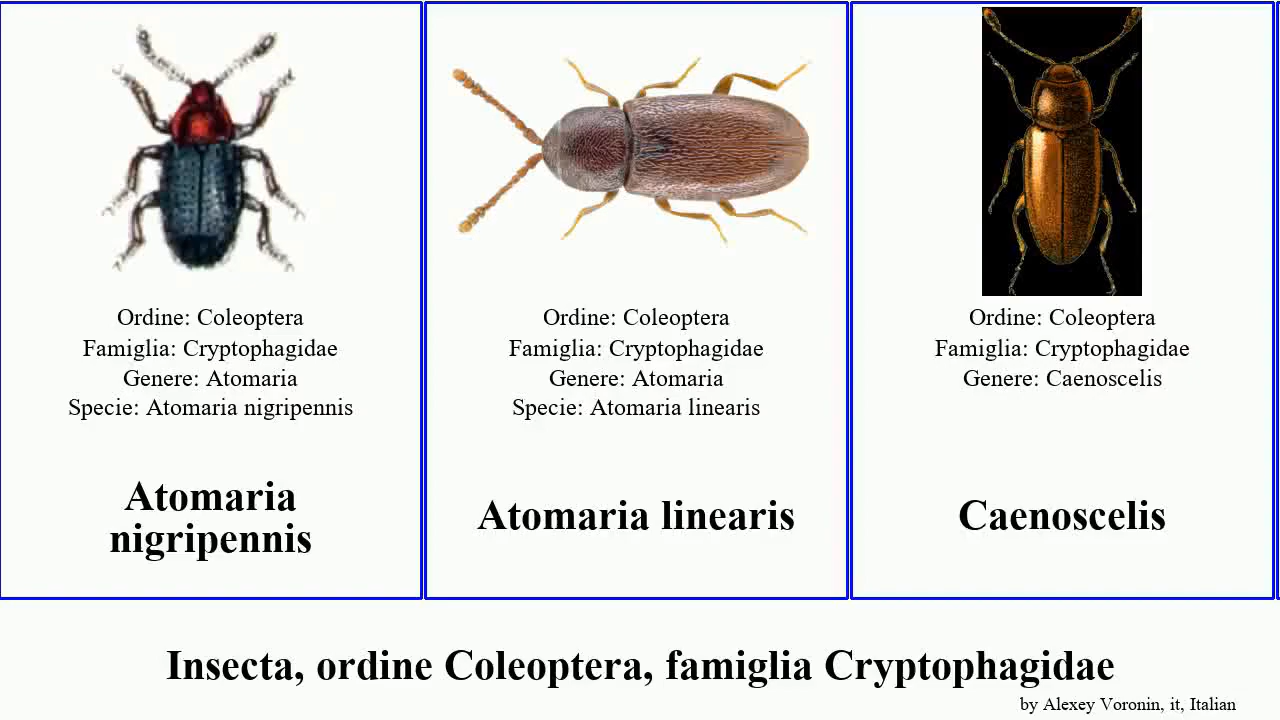 Ordine: Coleoptera
Famiglia: Cryptophagidae
Genere: Atomaria
Specie: Atomaria nigripennis
Atomaria
nigripennis
Ordine: Coleoptera
Famiglia: Cryptophagidae
Genere: Atomaria
Specie: Atomaria linearis
Atomaria linearis
Ordine: Coleoptera
Famiglia: Cryptophagidae
Genere: Caenoscelis
Caenoscelis
Insecta, ordine Coleoptera, famiglia Cryptophagidae
by Alexey Voronin, it, Italian